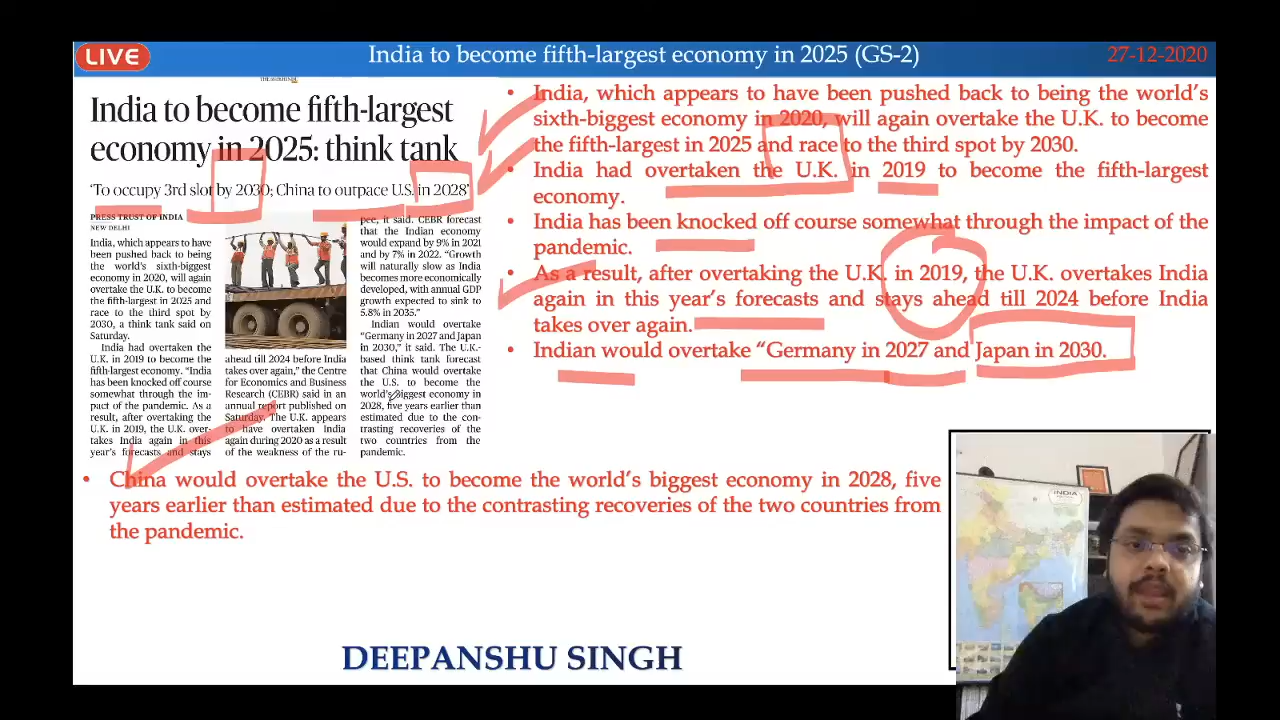 LIVE
India to become fifth-largest economy in 2025 (GS-2)
27-12-2020
India to become fifth-largest
economy in 2025: think tank
'To occupy 3rd slot by 2030; China to outpace U.S. in 2028'
PRESS TRUST OF INDIA
NEW DELHI
India, which appears to have
been pushed back to being
the world's sixth-biggest
economy in 2020, will again
overtake the U.K. to become
the fifth-largest in 2025 and
race to the third spot by
2030, a think tank said on
Saturday.
India had overtaken the
U.K. in 2019 to become the
fifth-largest economy. "India
has been knocked off course
somewhat through the im-
pact of the pandemic. As a
result, after overtaking the
U.K. in 2019, the U.K. over-
takes India again in this
year's forecasts and stays
ahead till 2024 before India
takes over again," the Centre
for Economics and Business
Research (CEBR) said in an
annual report published on
Saturday. The U.K. appears
to have overtaken India
again during 2020 as a result
of the weakness of the ru-
pee, it said. CEBR forecast
that the Indian economy
would expand by 9% in 2021
and by 7% in 2022. "Growth
will naturally slow as India
becomes more economically
developed, with annual GDP
growth expected to sink to
5.8% in 2035."
Indian would overtake
"Germany in 2027 and Japan
in 2030," it said. The U.K.-
based think tank forecast
that China would overtake
the U.S. to become the
world's biggest economy in
2028, five years earlier than
estimated due to the con-
trasting recoveries of the
two countries from the
pandemic.
• India, which appears to have been pushed back to being the world's
sixth-biggest economy in 2020, will again overtake the U.K. to become
the fifth-largest in 2025 and race to the third spot by 2030.
• India had overtaken the U.K. in 2019 to become the fifth-largest
economy.
• India has been knocked off course somewhat through the impact of the
pandemic.
• As a result, after overtaking the U.K. in 2019, the U.K. overtakes India
again in this year's forecasts and stays ahead till 2024 before India
takes over again.
• Indian would overtake "Germany in 2027 and Japan in 2030.
• China would overtake the U.S. to become the world's biggest economy in 2028, five
years earlier than estimated due to the contrasting recoveries of the two countries from
the pandemic.
INDIA
DEEPANSHU SINGH